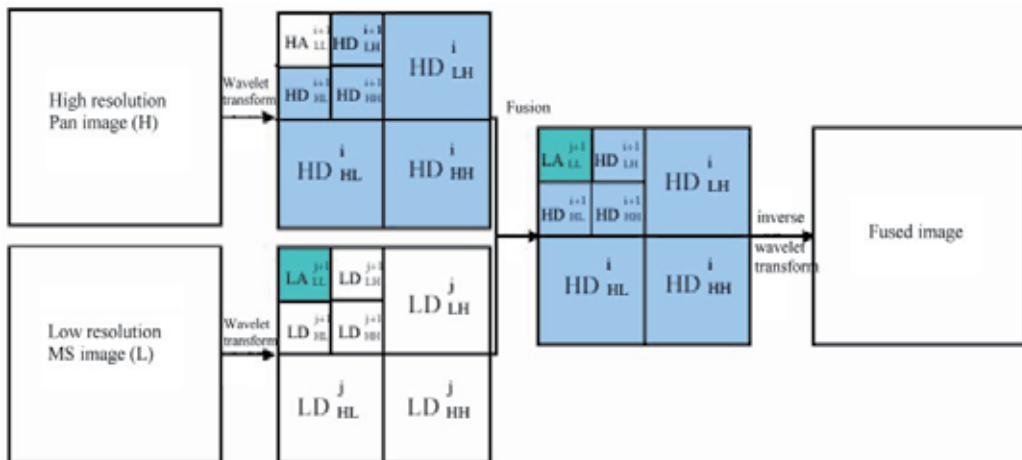 High resolution
Pan image (H)
Wavelet
transform
HA i+1 LL
HD i+1 LH
HD i LH
HD i+1 HL
HD i+1 HH
HD i HL
HD i HH
Low resolution
MS image (L)
Wavelet
transform
LA j+1 LL
LD j+1 LH
LD j LH
LD j+1 HL
LD j+1 HH
LD j HL
LD j HH
Fusion
LA j+1 LL
HD i+1 LH
HD i LH
HD i+1 HL
HD i+1 HH
HD i HL
HD i HH
inverse
wavelet
transform
Fused image